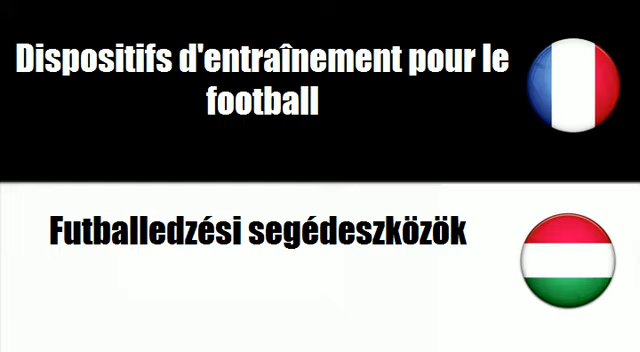 Dispositifs d'entraînement pour le
football
Futballedzési segédeszközök